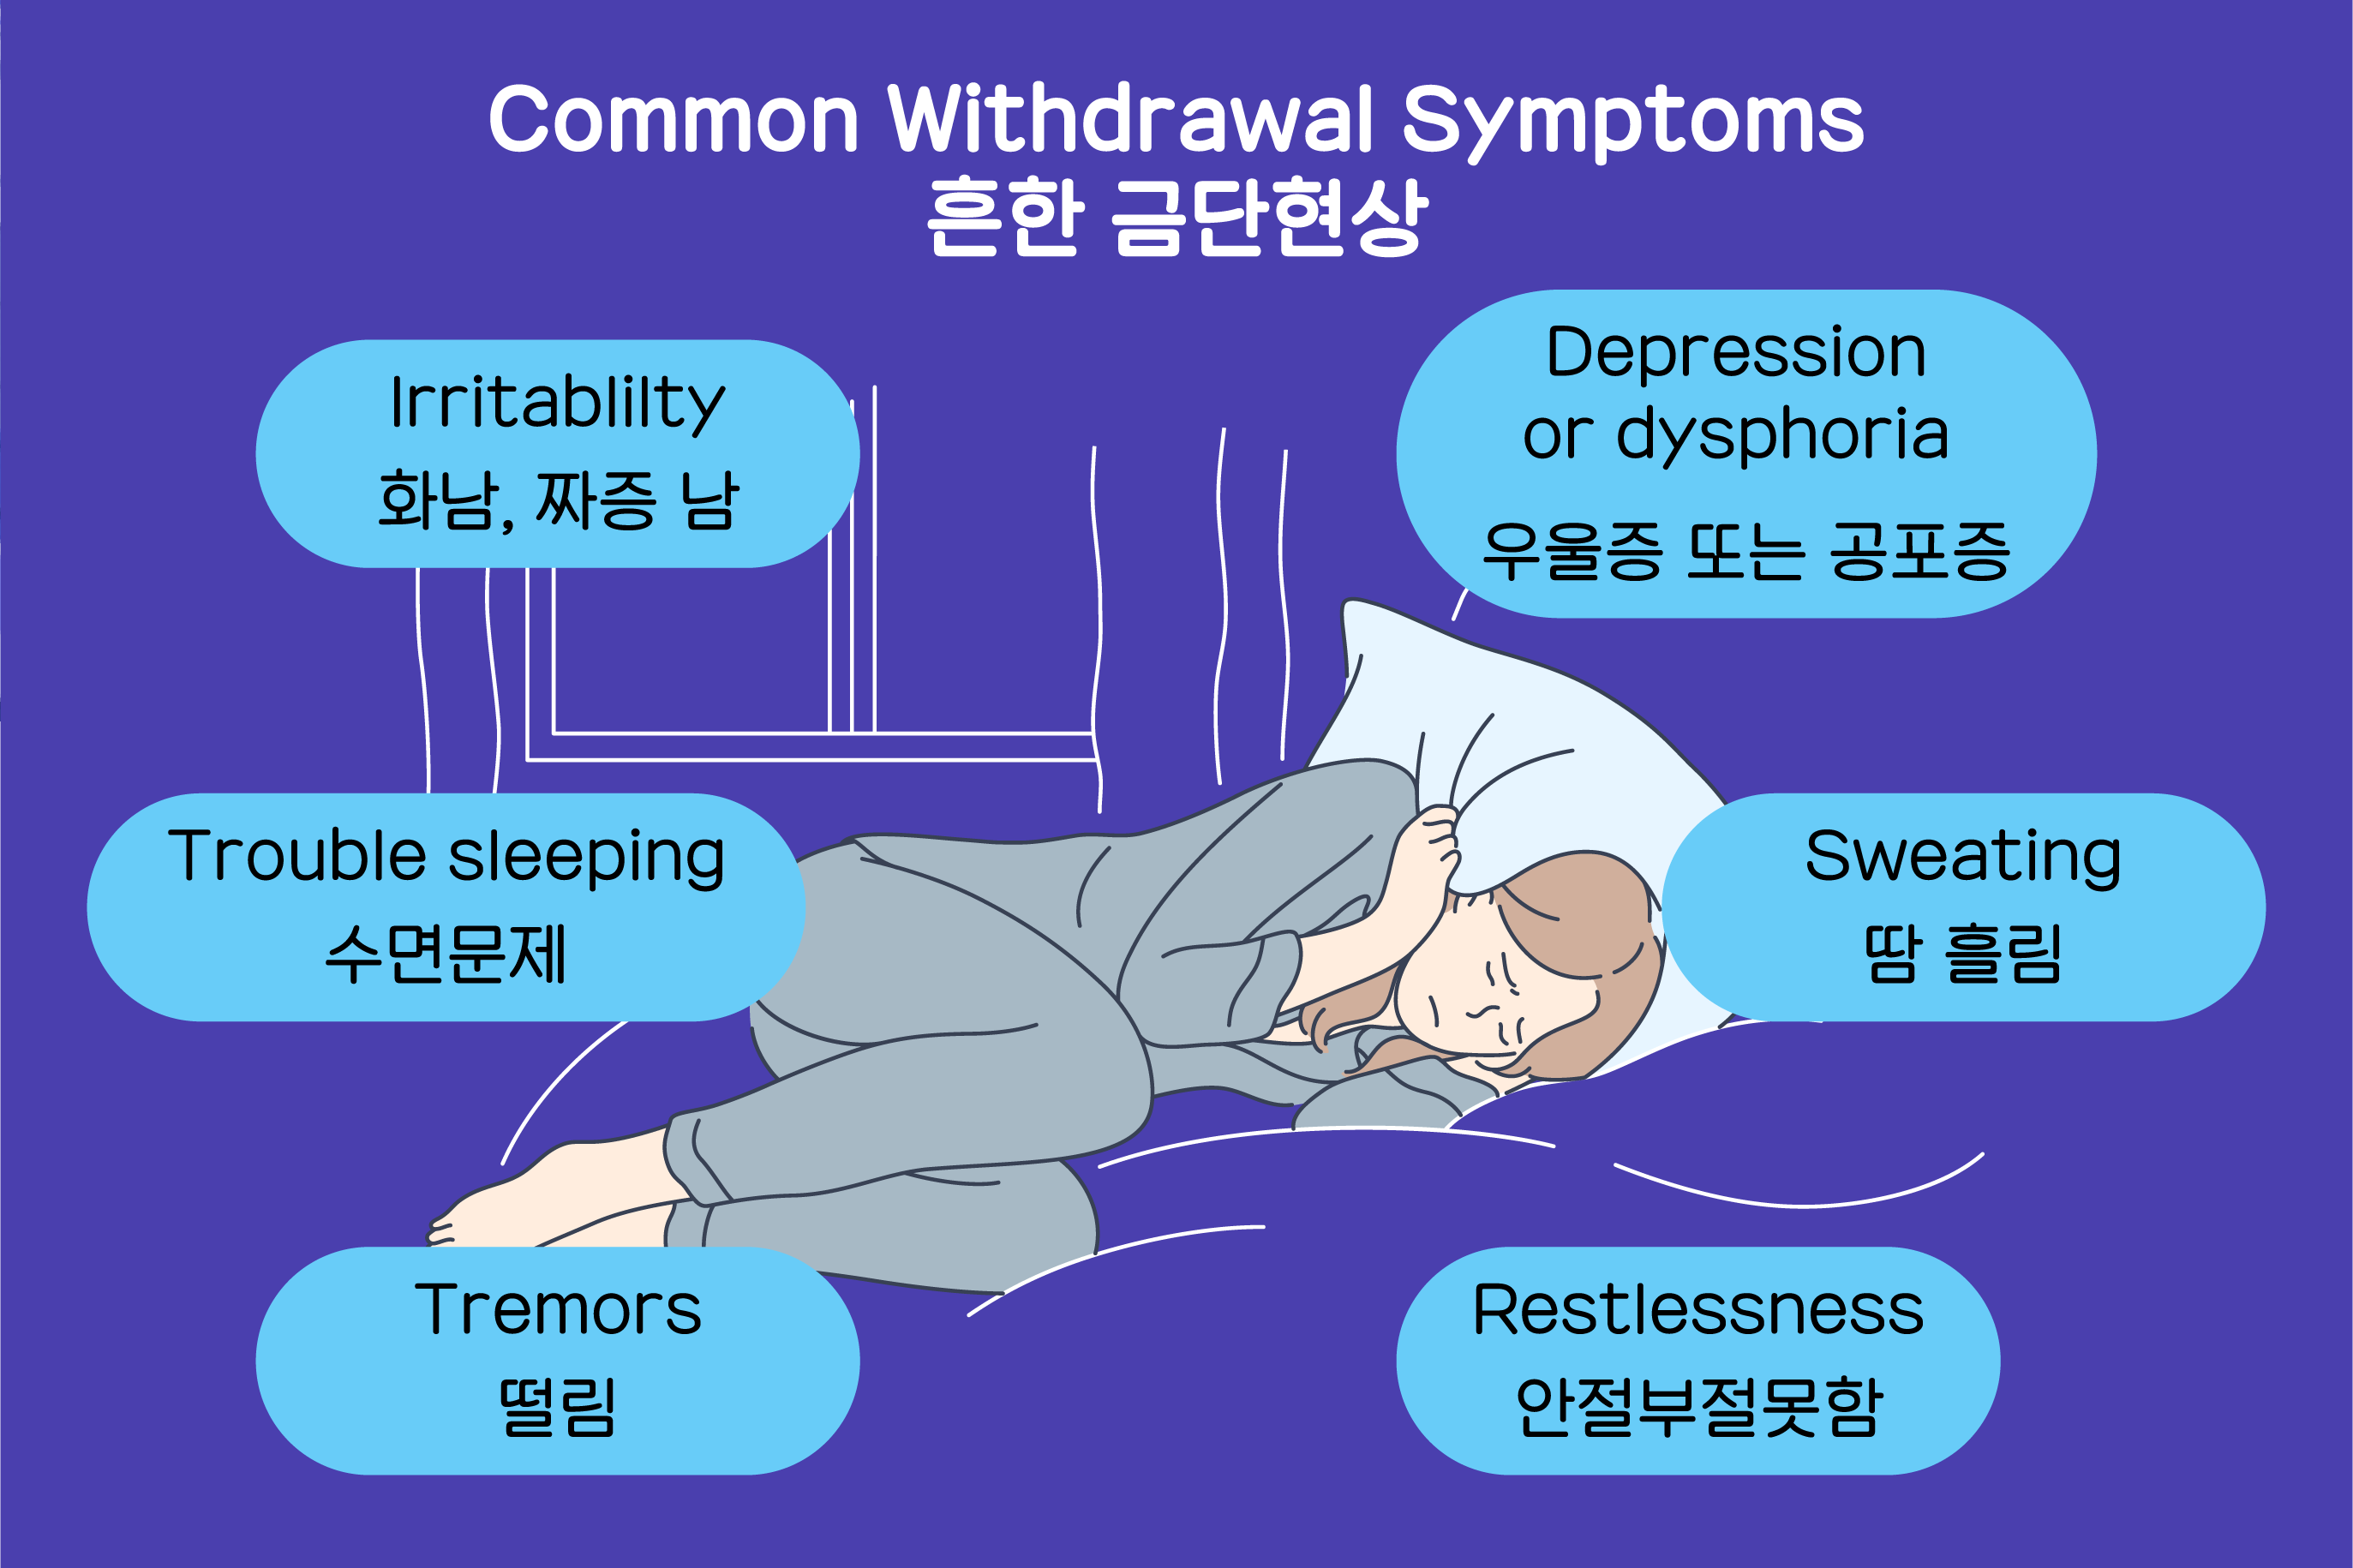 Common Withdrawal Symptoms
흔한 금단현상
Irritabliilty
화남, 짜증 남
Depression
or dysphoria
우울증 또는 공포증
Trouble sleeping
수면문제
Sweating
땀 흘림
Tremors
떨림
Restlessness
안절부절못함